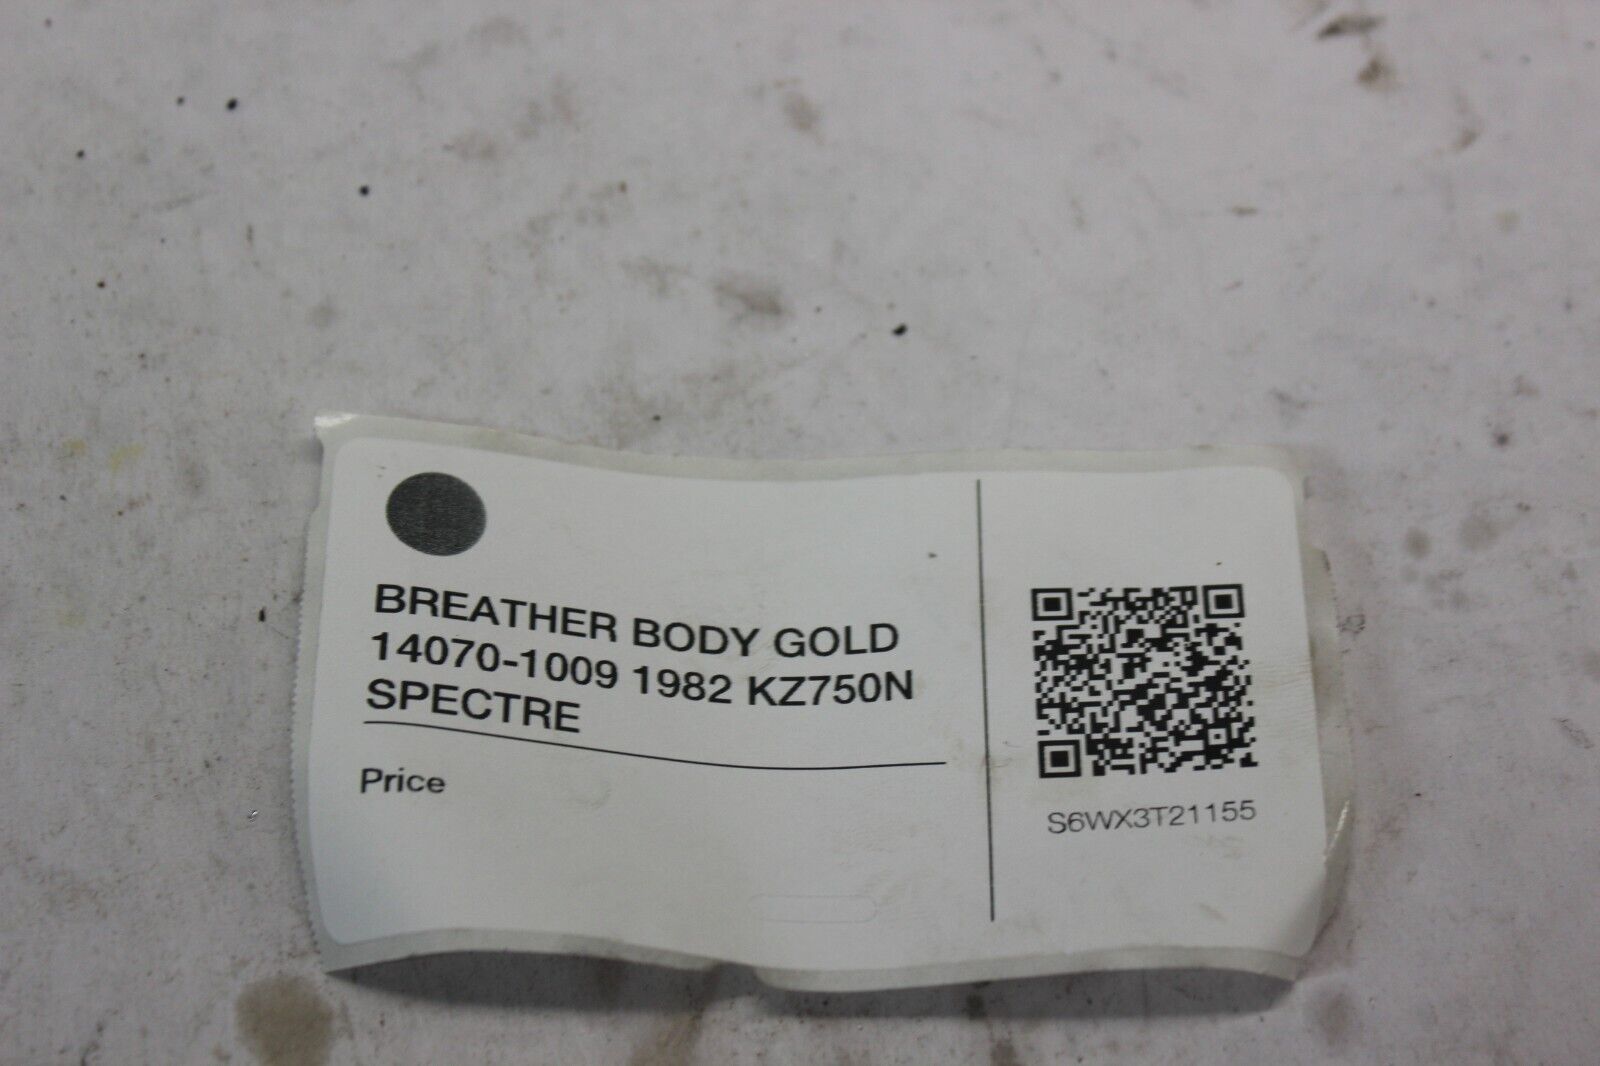 BREATHER BODY GOLD
14070-1009 1982 KZ750N
SPECTRE
Price
S6WX3T21155